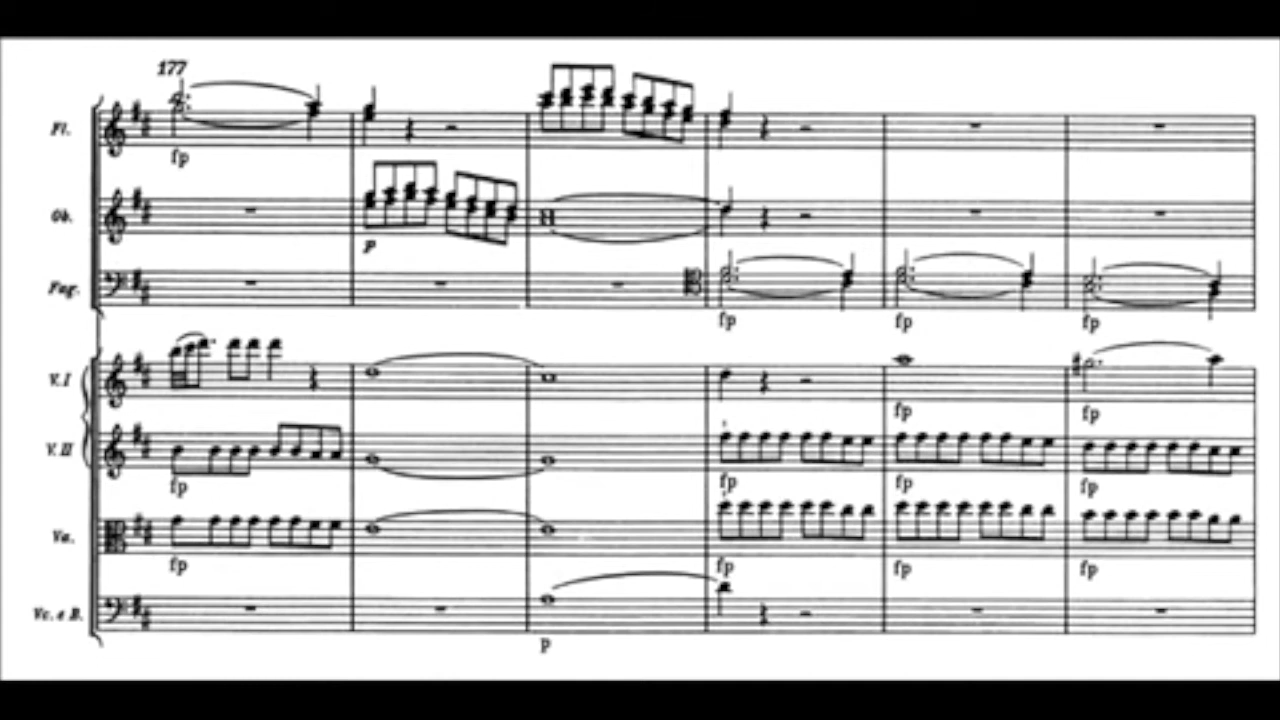 177
Fl.
fp
Ob.
p
Fag.
fp fp fp
V. I
fp fp
V. II
fp fp fp fp
Va.
fp fp fp fp
Vc. e B.
p